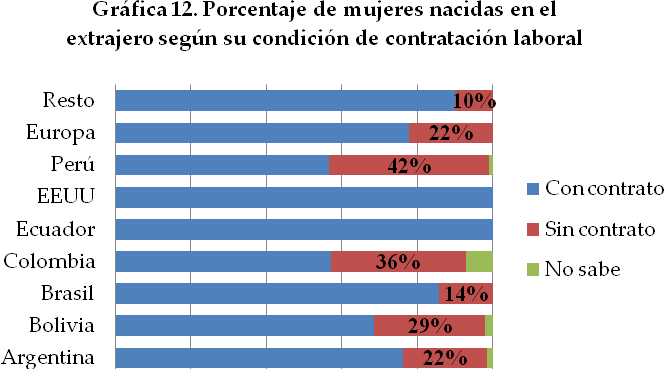 Gráfica 12. Porcentaje de mujeres nacidas en el
extrajero según su condición de contratación laboral
Resto 10%
Europa 22%
Perú 42%
EEUU
Ecuador
Colombia 36%
Brasil 14%
Bolivia 29%
Argentina 22%
Con contrato
Sin contrato
No sabe